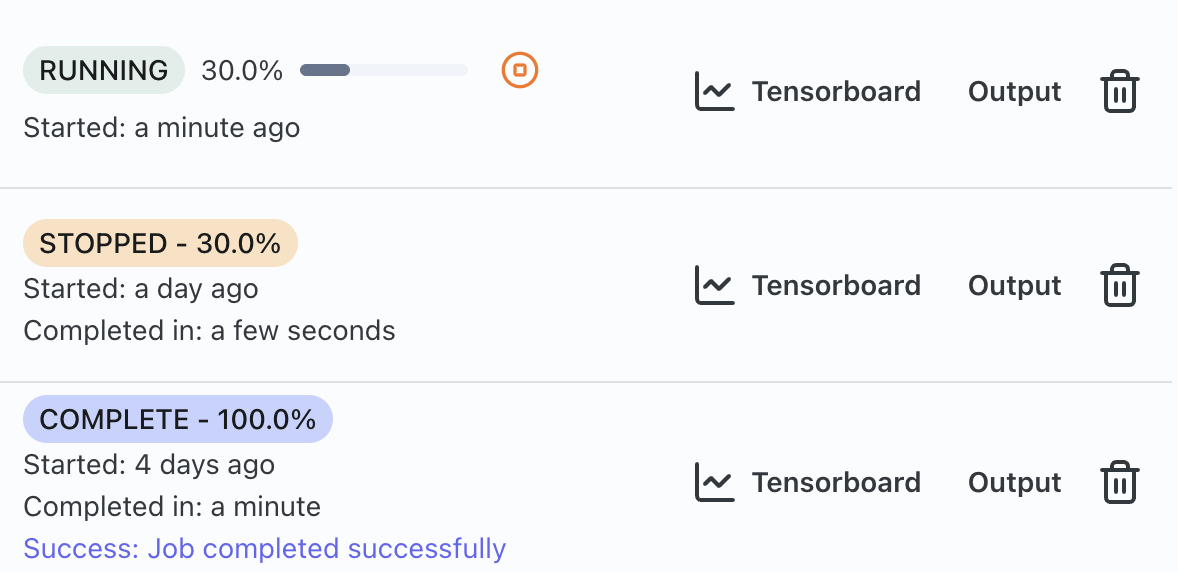 RUNNING 30.0%
Tensorboard Output
Started: a minute ago
STOPPED - 30.0%
Started: a day ago
Tensorboard Output
Completed in: a few seconds
COMPLETE - 100.0%
Started: 4 days ago
Tensorboard Output
Completed in: a minute
Success: Job completed successfully